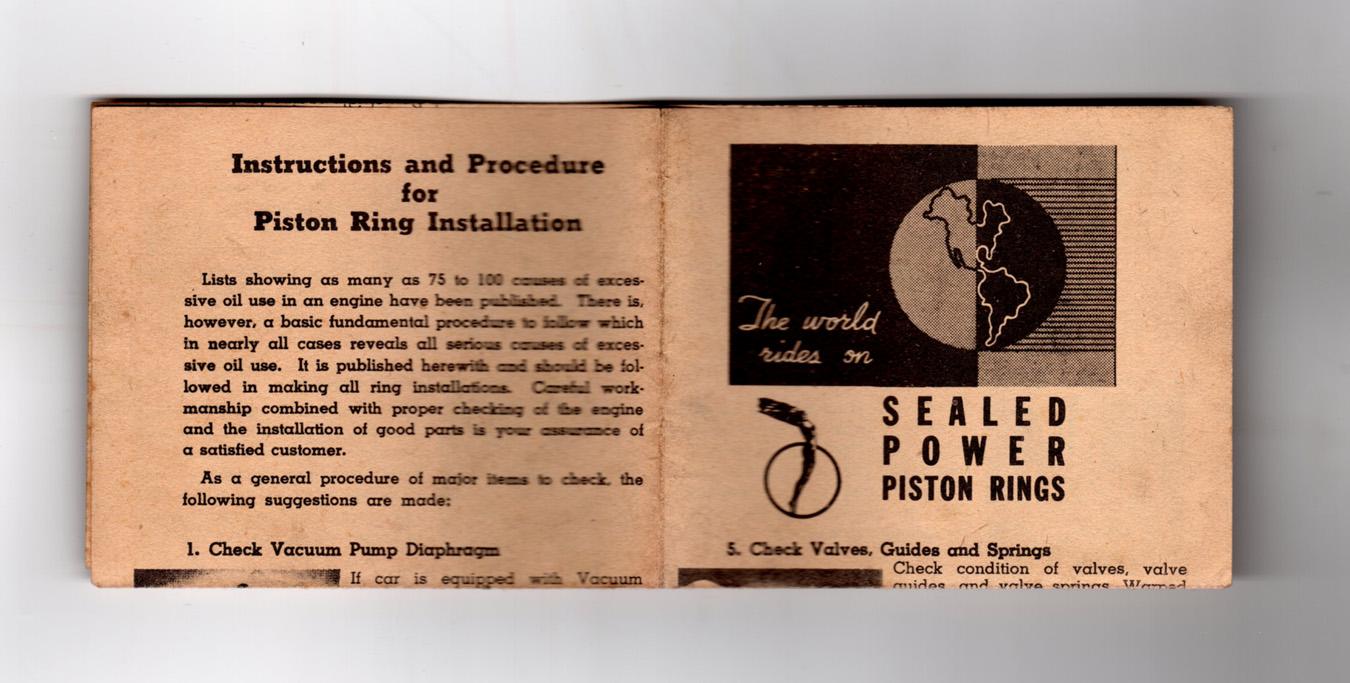 Instructions and Procedure
for
Piston Ring Installation
Lists showing as many as 75 to 100 causes of exces-
sive oil use in an engine have been published. There is,
however, a basic fundamental procedure to follow which
in nearly all cases reveals all serious causes of exces-
sive oil use. It is published herewith and should be fol-
lowed in making all ring installations. Careful work-
manship combined with proper checking of the engine
and the installation of good parts is your assurance of
a satisfied customer.
As a general procedure of major items to check, the
following suggestions are made:
1. Check Vacuum Pump Diaphragm
If car is equipped with Vacuum
The world
rides on
SEALED
POWER
PISTON RINGS
5. Check Valves, Guides and Springs
Check condition of valves, valve
guides, and valve springs. Warped